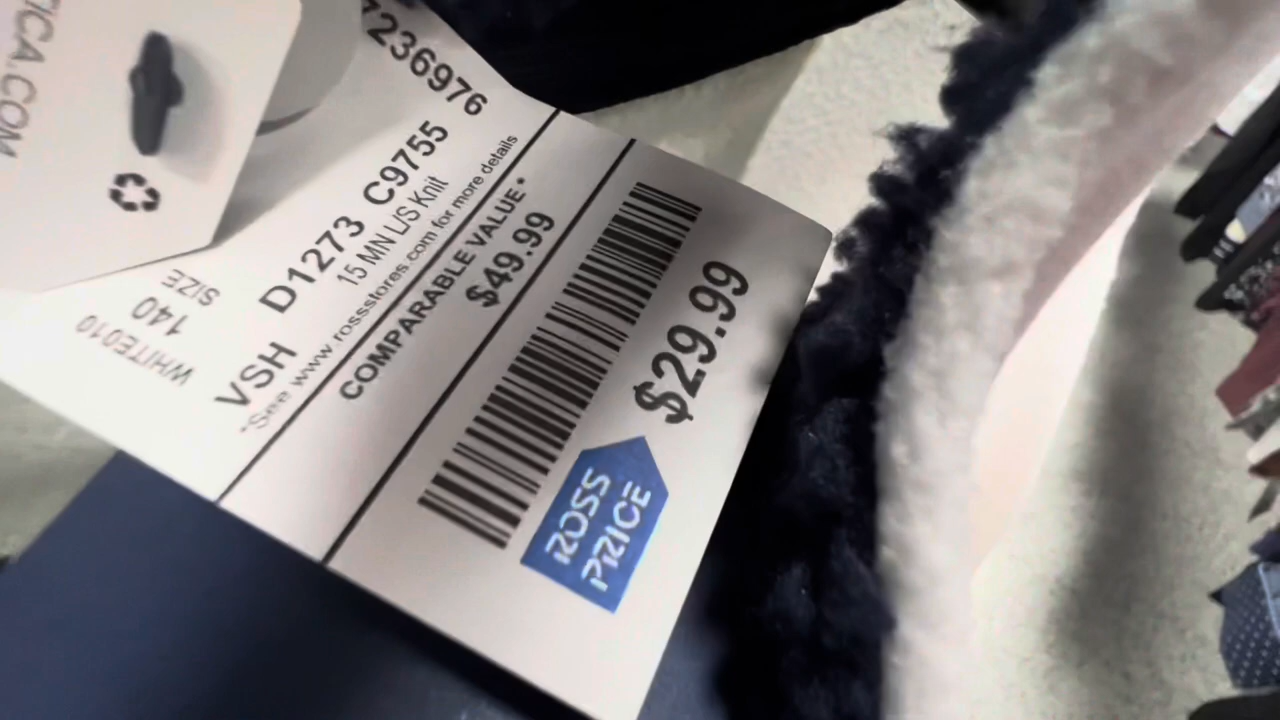 ICA.COM
7236976
D1273 C9755
15 MN L/S Knit
VSH
*See www.rossstores.com for more details
COMPARABLE VALUE *
$49.99
$29.99
ROSS
PRICE
SIZE
140
WHITE010